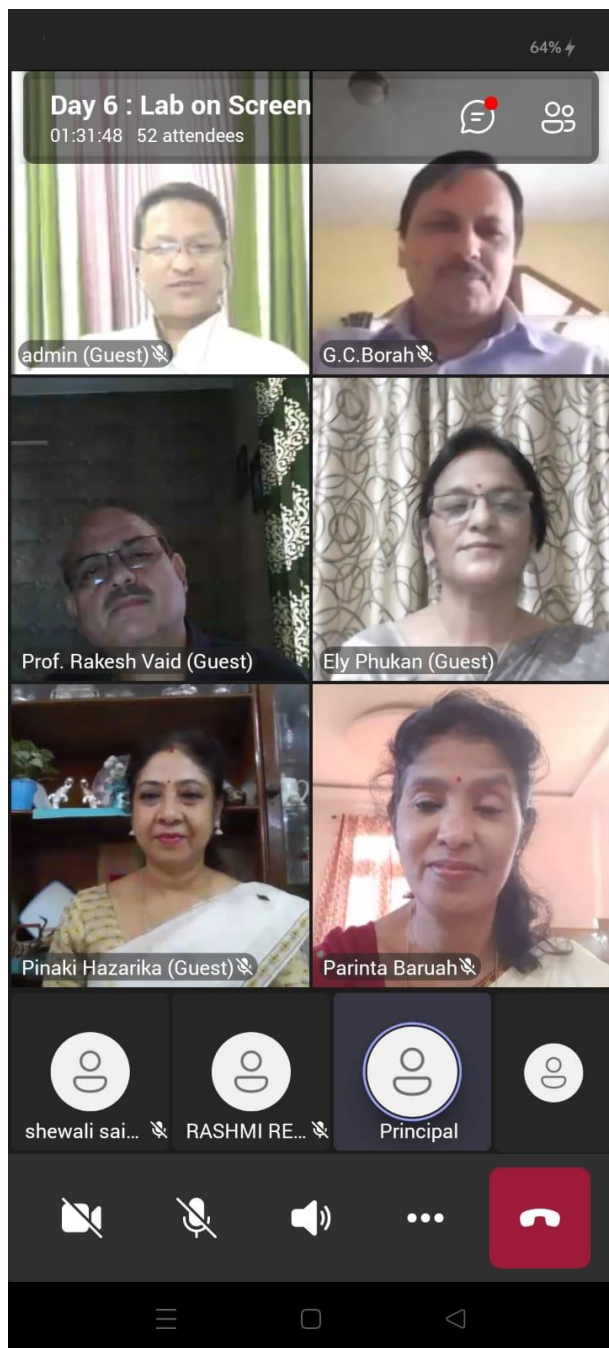 64%
Day 6 : Lab on Screen
01:31:48 52 attendees
admin (Guest)
G.C.Borah
Prof. Rakesh Vaid (Guest)
Ely Phukan (Guest)
Pinaki Hazarika (Guest)
Parinta Baruah
shewali sai...
RASHMI RE...
Principal